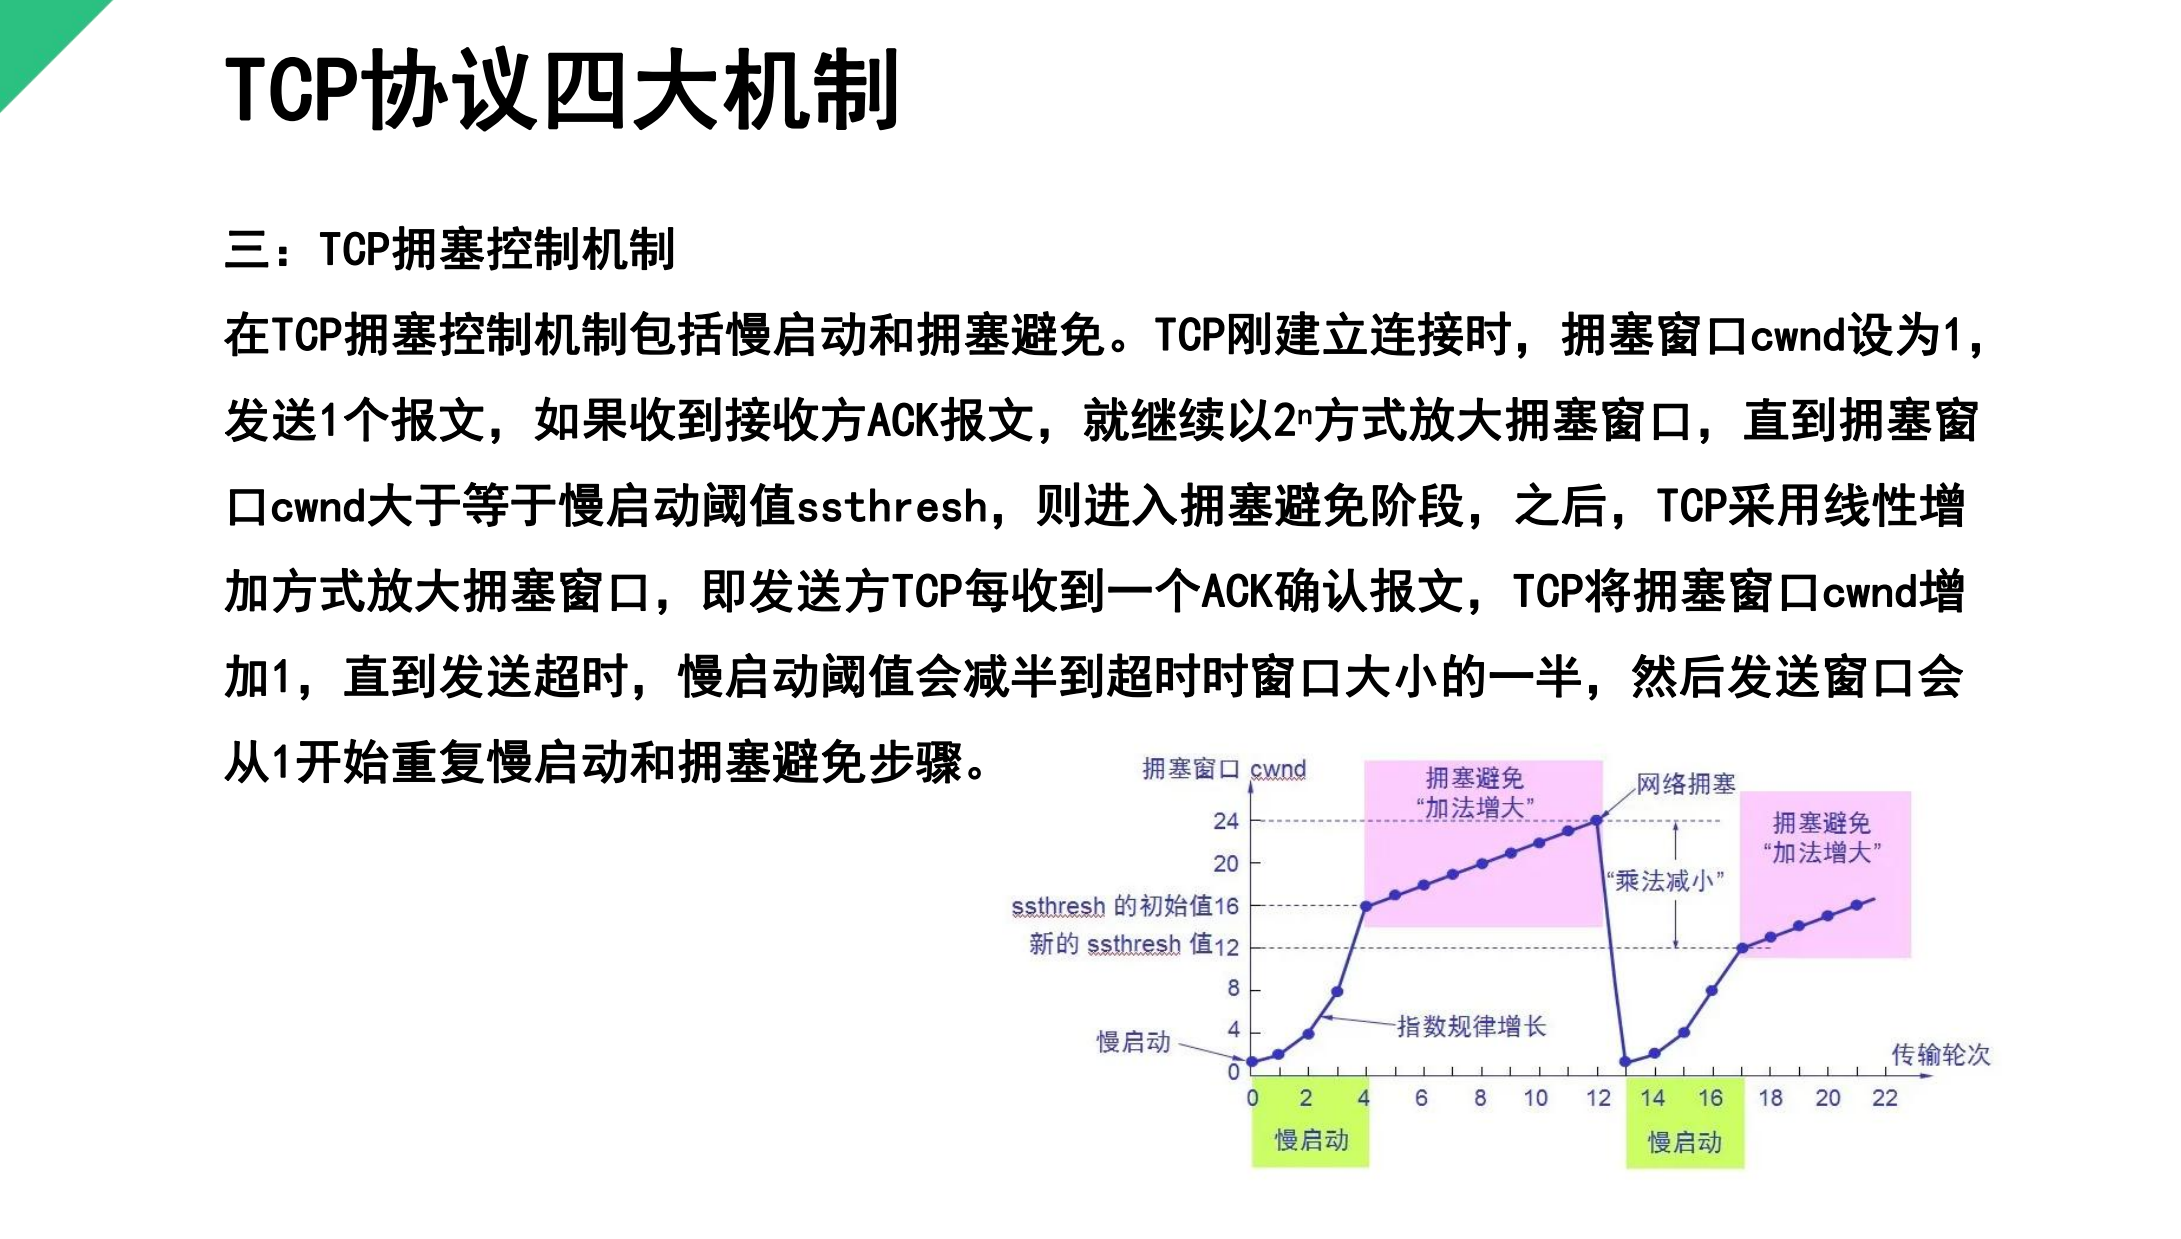 TCP协议四大机制
三：TCP拥塞控制机制
在TCP拥塞控制机制包括慢启动和拥塞避免。TCP刚建立连接时，拥塞窗口cwnd设为1，
发送1个报文，如果收到接收方ACK报文，就继续以2ⁿ方式放大拥塞窗口，直到拥塞窗
口cwnd大于等于慢启动阈值ssthresh，则进入拥塞避免阶段，之后，TCP采用线性增
加方式放大拥塞窗口，即发送方TCP每收到一个ACK确认报文，TCP将拥塞窗口cwnd增
加1，直到发送超时，慢启动阈值会减半到超时时窗口大小的一半，然后发送窗口会
从1开始重复慢启动和拥塞避免步骤。
拥塞窗口 cwnd
拥塞避免
“加法增大”
网络拥塞
拥塞避免
“加法增大”
24
20
“乘法减小”
ssthresh 的初始值16
新的 ssthresh 值12
8
4
指数规律增长
慢启动
0
传输轮次
0 2 4 6 8 10 12 14 16 18 20 22
慢启动
慢启动